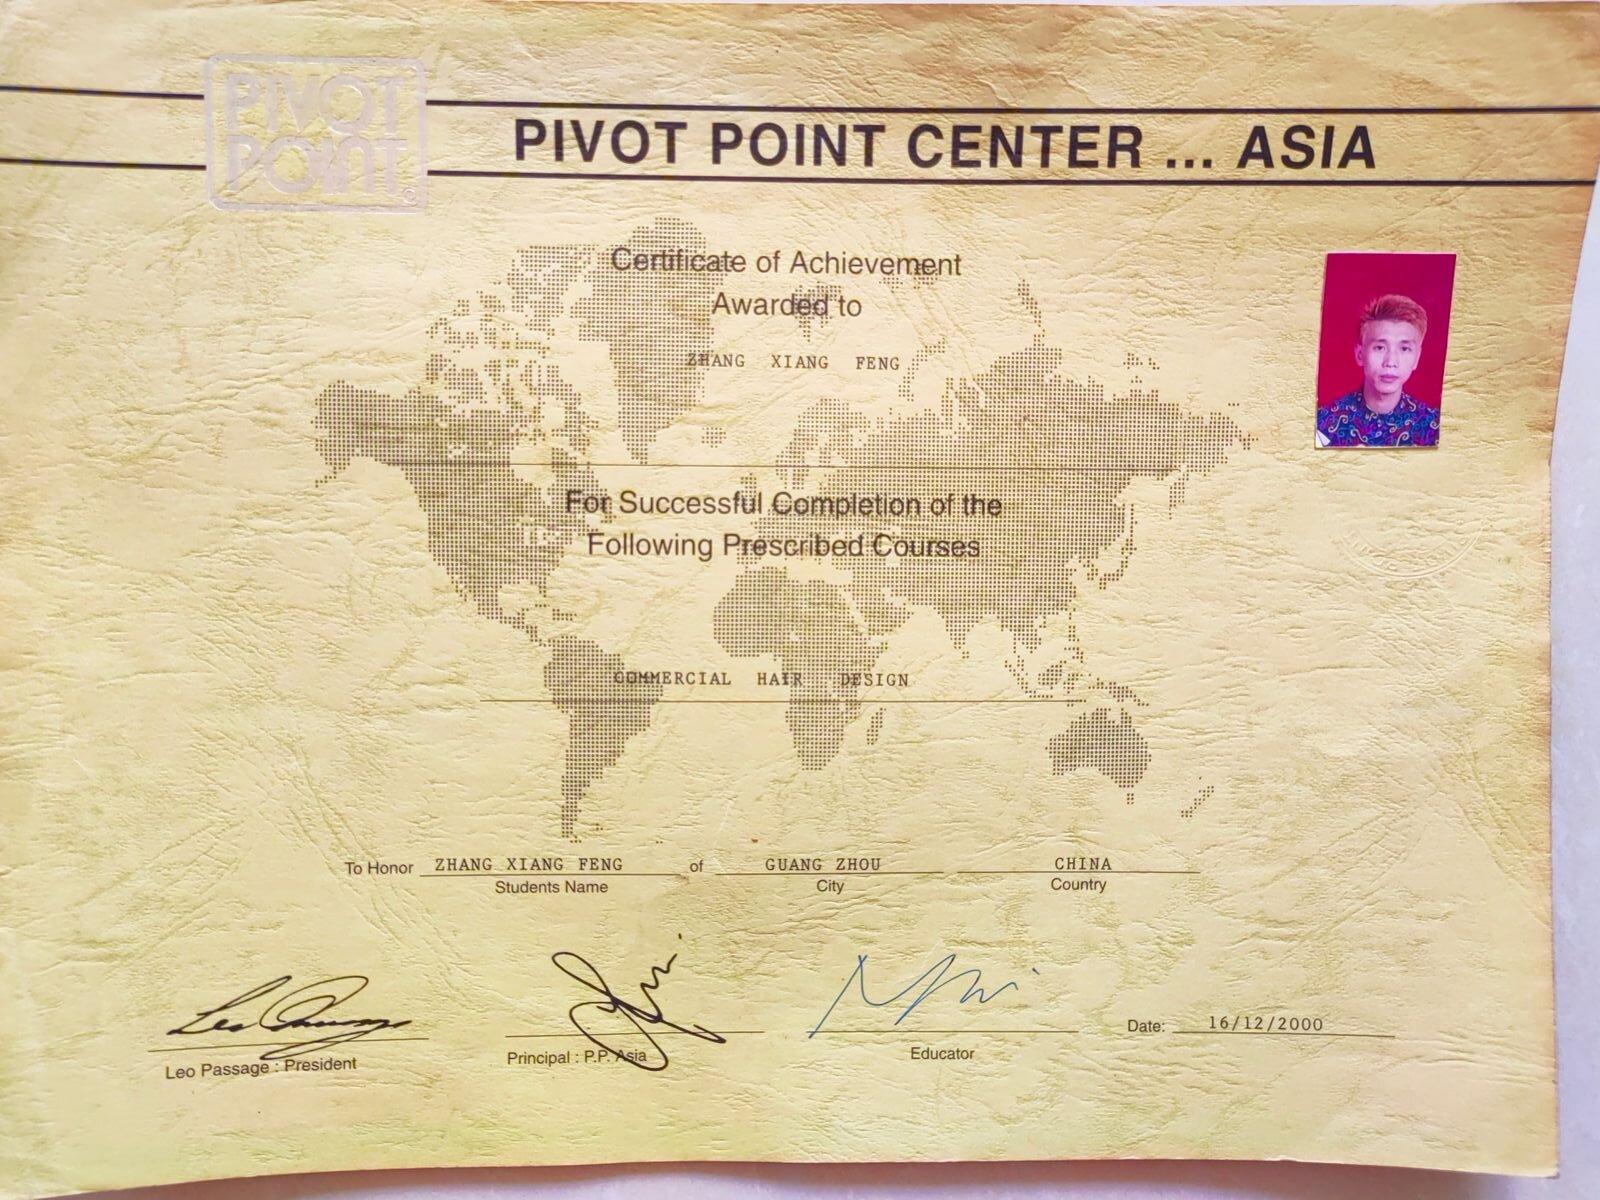 PIVOT POINT®
PIVOT POINT CENTER ... ASIA
Certificate of Achievement
Awarded to
ZHANG XIANG FENG
For Successful Completion of the
Following Prescribed Courses
COMMERCIAL HAIR DESIGN
To Honor ZHANG XIANG FENG of GUANG ZHOU CHINA
Students Name City Country
Date: 16/12/2000
Leo Passage : President Principal : P.P. Asia Educator